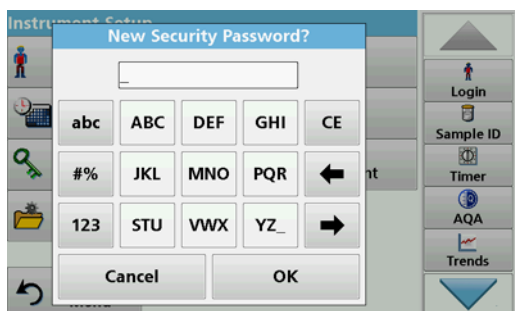 Instrument Setup
New Security Password?
_
abc ABC DEF GHI CE
#% JKL MNO PQR
123 STU VWX YZ_
Cancel OK
nt
Menu
Login
Sample ID
Timer
AQA
Trends